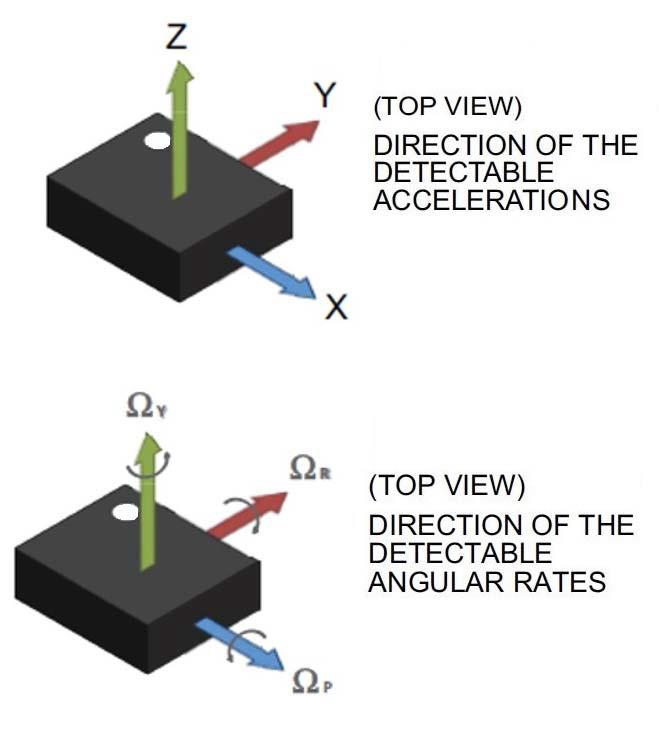 Z
Y
(TOP VIEW)
DIRECTION OF THE
DETECTABLE
ACCELERATIONS
X
ΩY
ΩR
(TOP VIEW)
DIRECTION OF THE
DETECTABLE
ANGULAR RATES
ΩP